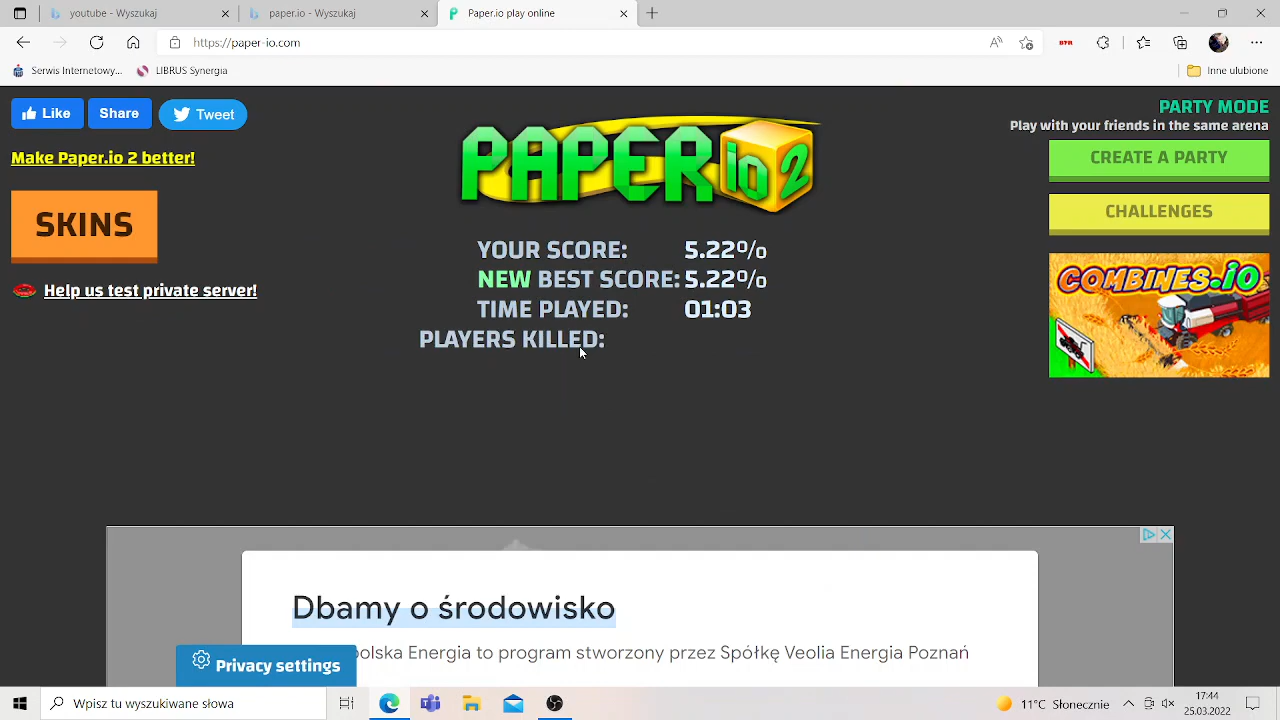 youtube - Wyszukaj
paper.io - Wyszukaj
Paper.io play online
https://paper-io.com
Serwis Internetowy...
LIBRUS Synergia
Inne ulubione
Like
Share
Tweet
Make Paper.io 2 better!
SKINS
Help us test private server!
PAPER io 2
YOUR SCORE: 5.22%
NEW BEST SCORE: 5.22%
TIME PLAYED: 01:03
PLAYERS KILLED:
PARTY MODE
Play with your friends in the same arena
CREATE A PARTY
CHALLENGES
COMBINES.iO
Dbamy o środowisko
olska Energia to program stworzony przez Spółkę Veolia Energia Poznań
Privacy settings
Wpisz tu wyszukiwane słowa
11°C Słonecznie
17:44
25.03.2022